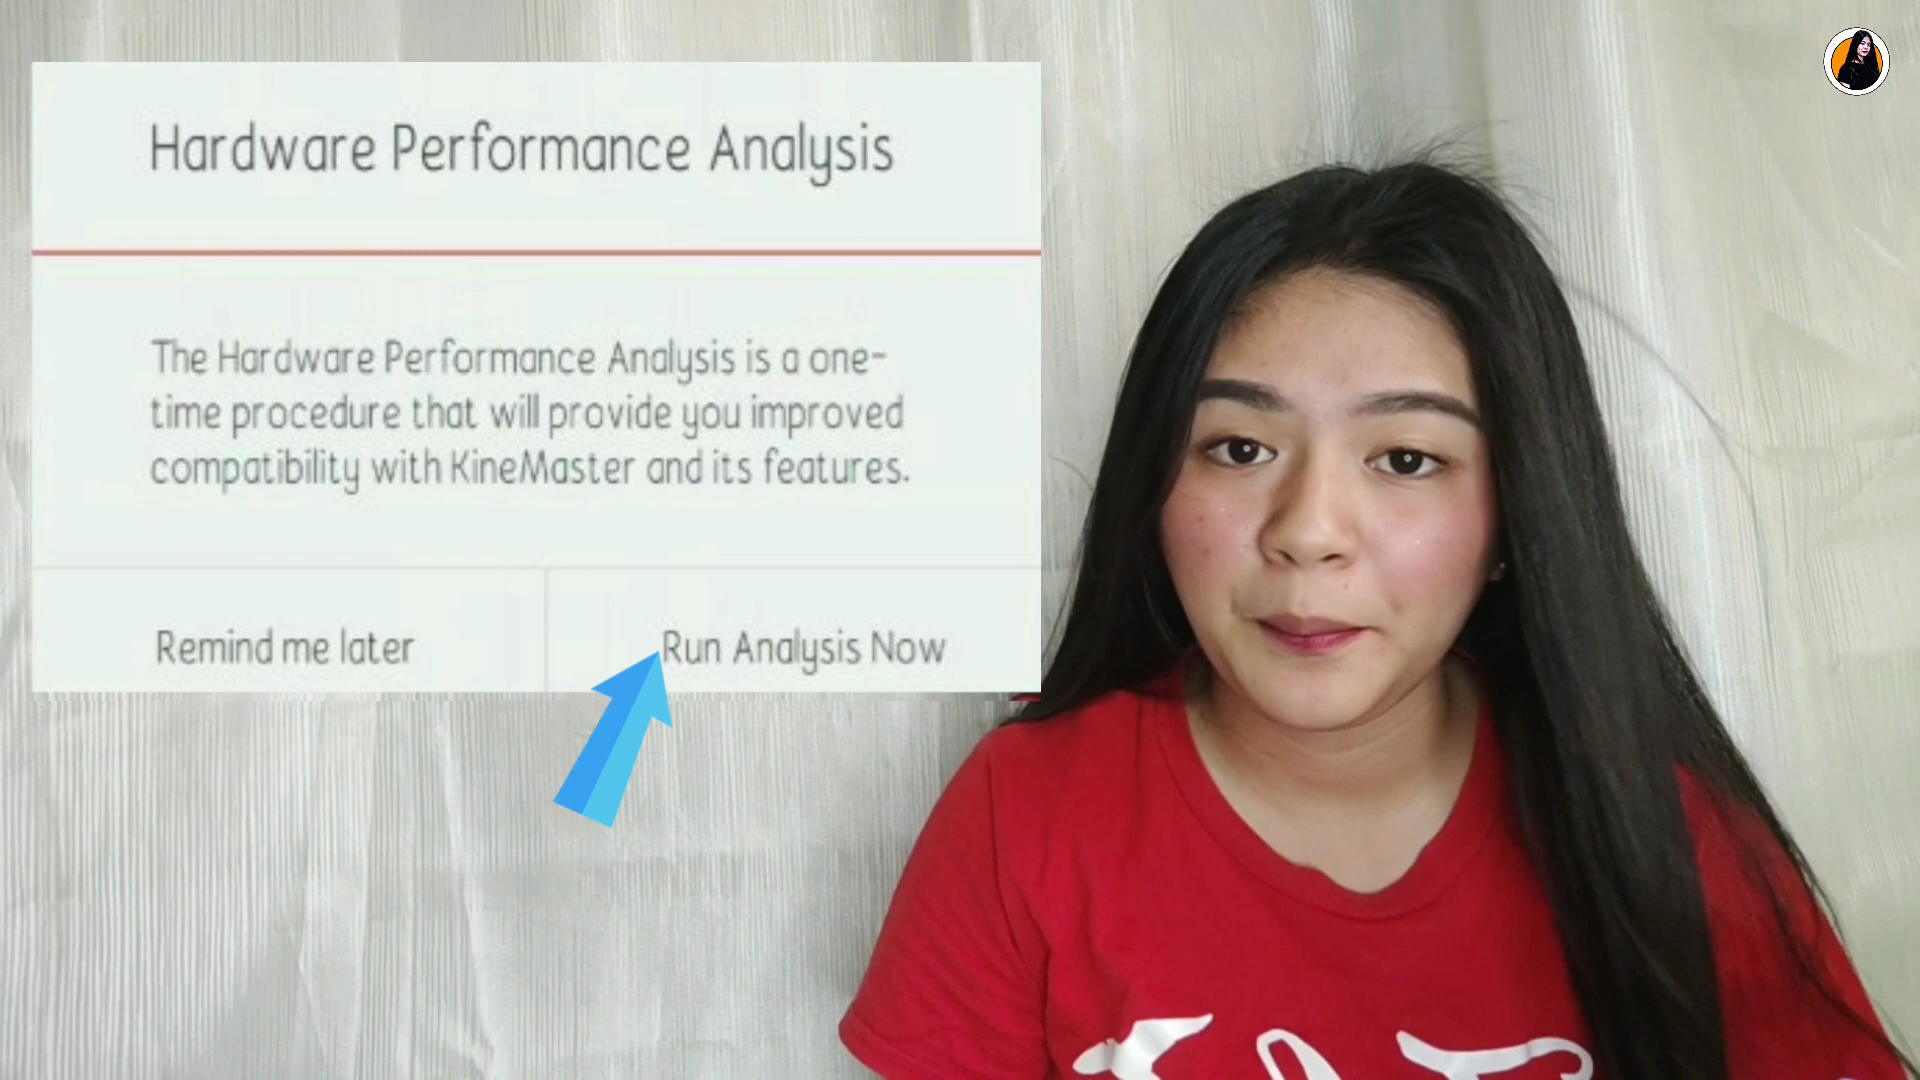 Hardware Performance Analysis
The Hardware Performance Analysis is a one-
time procedure that will provide you improved
compatibility with KineMaster and its features.
Remind me later
Run Analysis Now